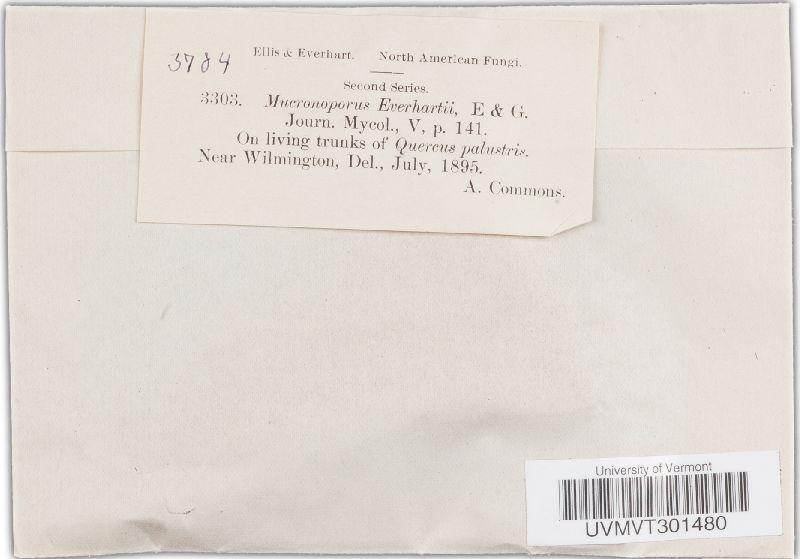 3784
Ellis & Everhart. North American Fungi.
Second Series.
3303. Mucronoporus Everhartii, E & G.
Journ. Mycol., V, p. 141.
On living trunks of Quercus palustris.
Near Wilmington, Del., July, 1895.
A. Commons.
University of Vermont
UVMVT301480